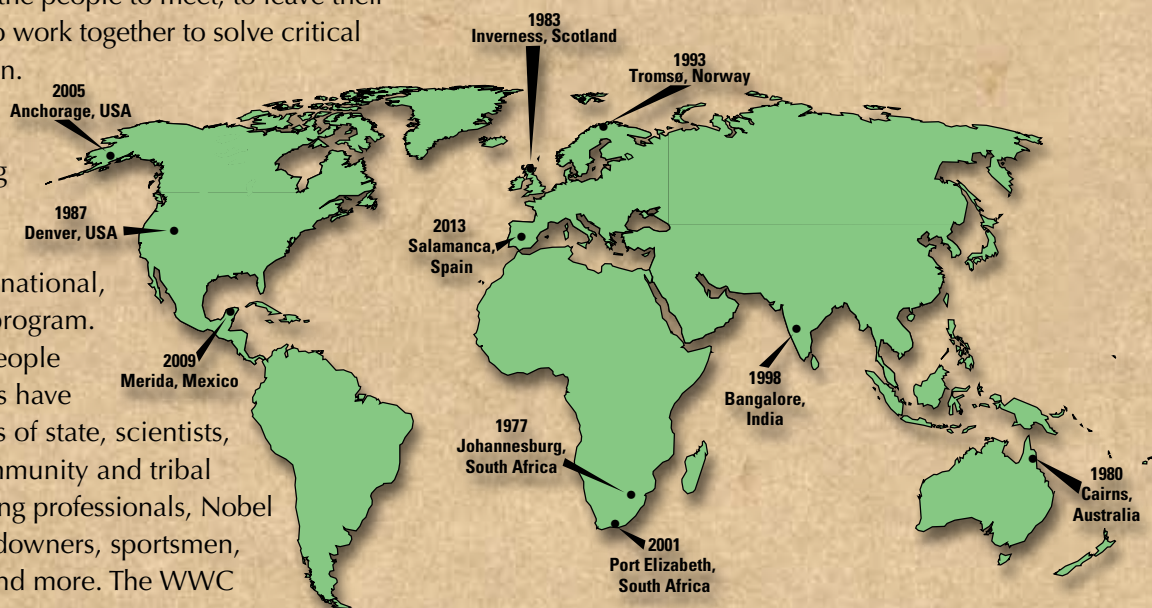 the people to meet, to leave their
o work together to solve critical
n.
g
national,
program.
eople
s have
s of state, scientists,
mmunity and tribal
ng professionals, Nobel
downers, sportsmen,
nd more. The WWC
1983
Inverness, Scotland
1993
Tromsø, Norway
2005
Anchorage, USA
1987
Denver, USA
2013
Salamanca,
Spain
2009
Merida, Mexico
1998
Bangalore,
India
1977
Johannesburg,
South Africa
1980
Cairns,
Australia
2001
Port Elizabeth,
South Africa